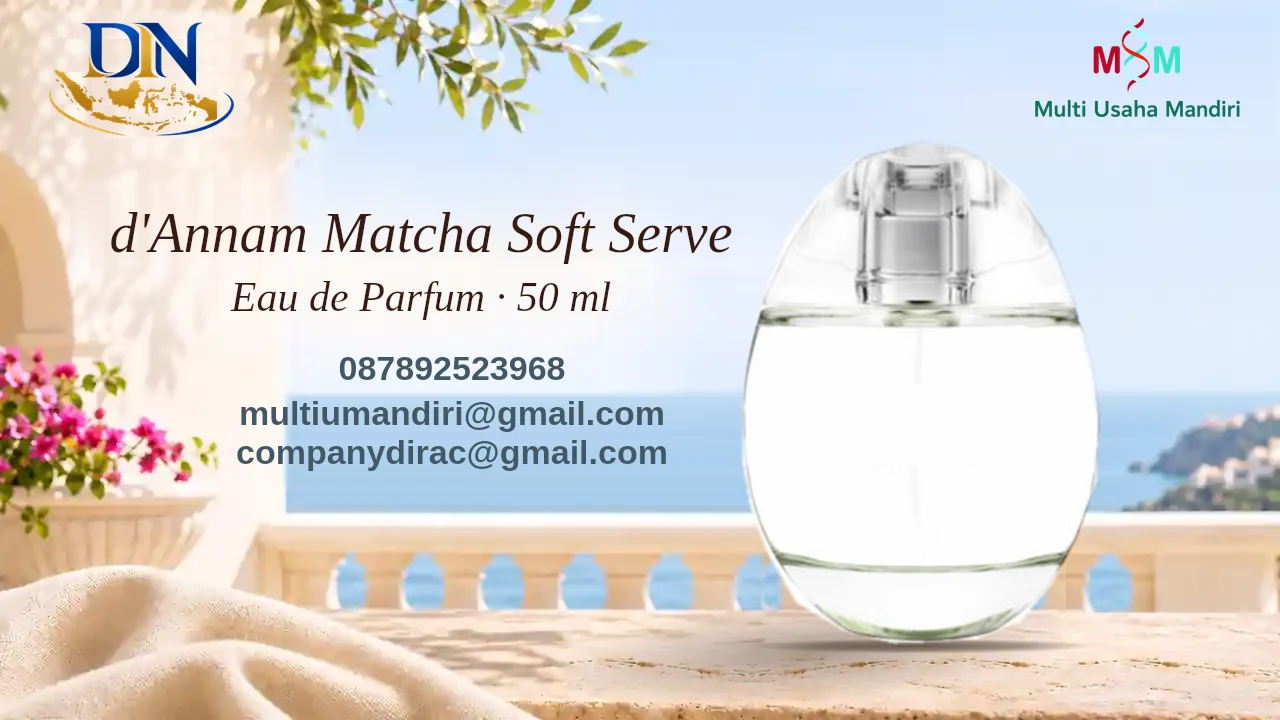 DIN
MSM
Multi Usaha Mandiri
d'Annam Matcha Soft Serve
Eau de Parfum · 50 ml
087892523968
multiumandiri@gmail.com
companydirac@gmail.com